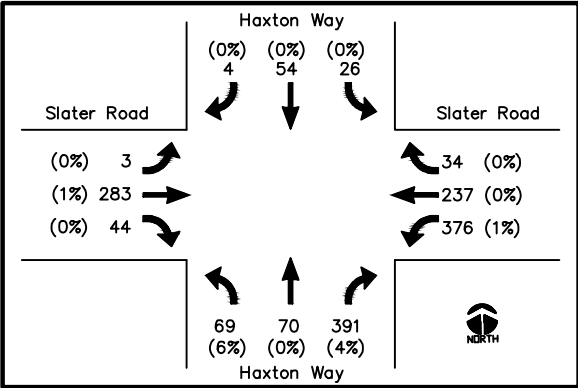 Haxton Way
(0%) (0%) (0%)
4 54 26
Slater Road
Slater Road
(0%) 3
(1%) 283
(0%) 44
34 (0%)
237 (0%)
376 (1%)
69 70 391
(6%) (0%) (4%)
Haxton Way
NORTH